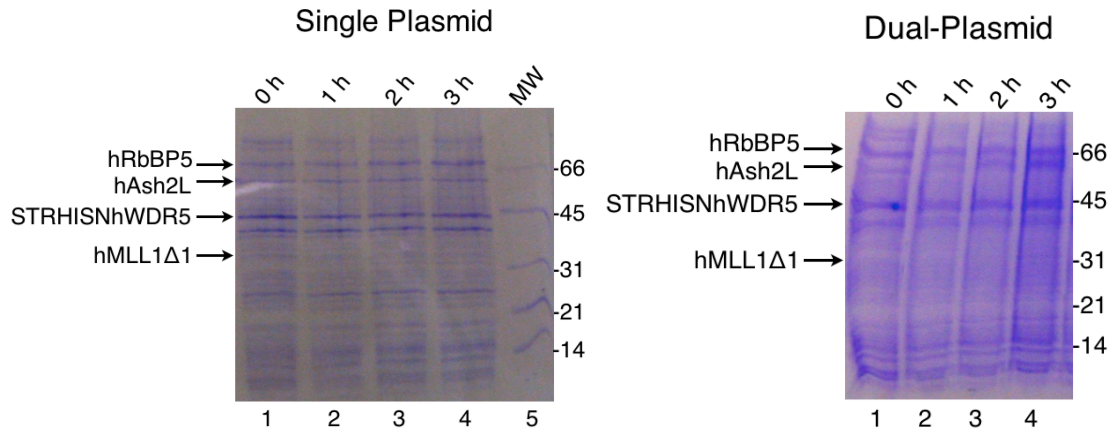 Single Plasmid
0 h 1 h 2 h 3 h MW
hRbBP5
hAsh2L
STRHISNhWDR5
hMLL1Δ1
-66
-45
-31
-21
-14
1 2 3 4 5
Dual-Plasmid
0 h 1 h 2 h 3 h
hRbBP5
hAsh2L
STRHISNhWDR5
hMLL1Δ1
-66
-45
-31
-21
-14
1 2 3 4